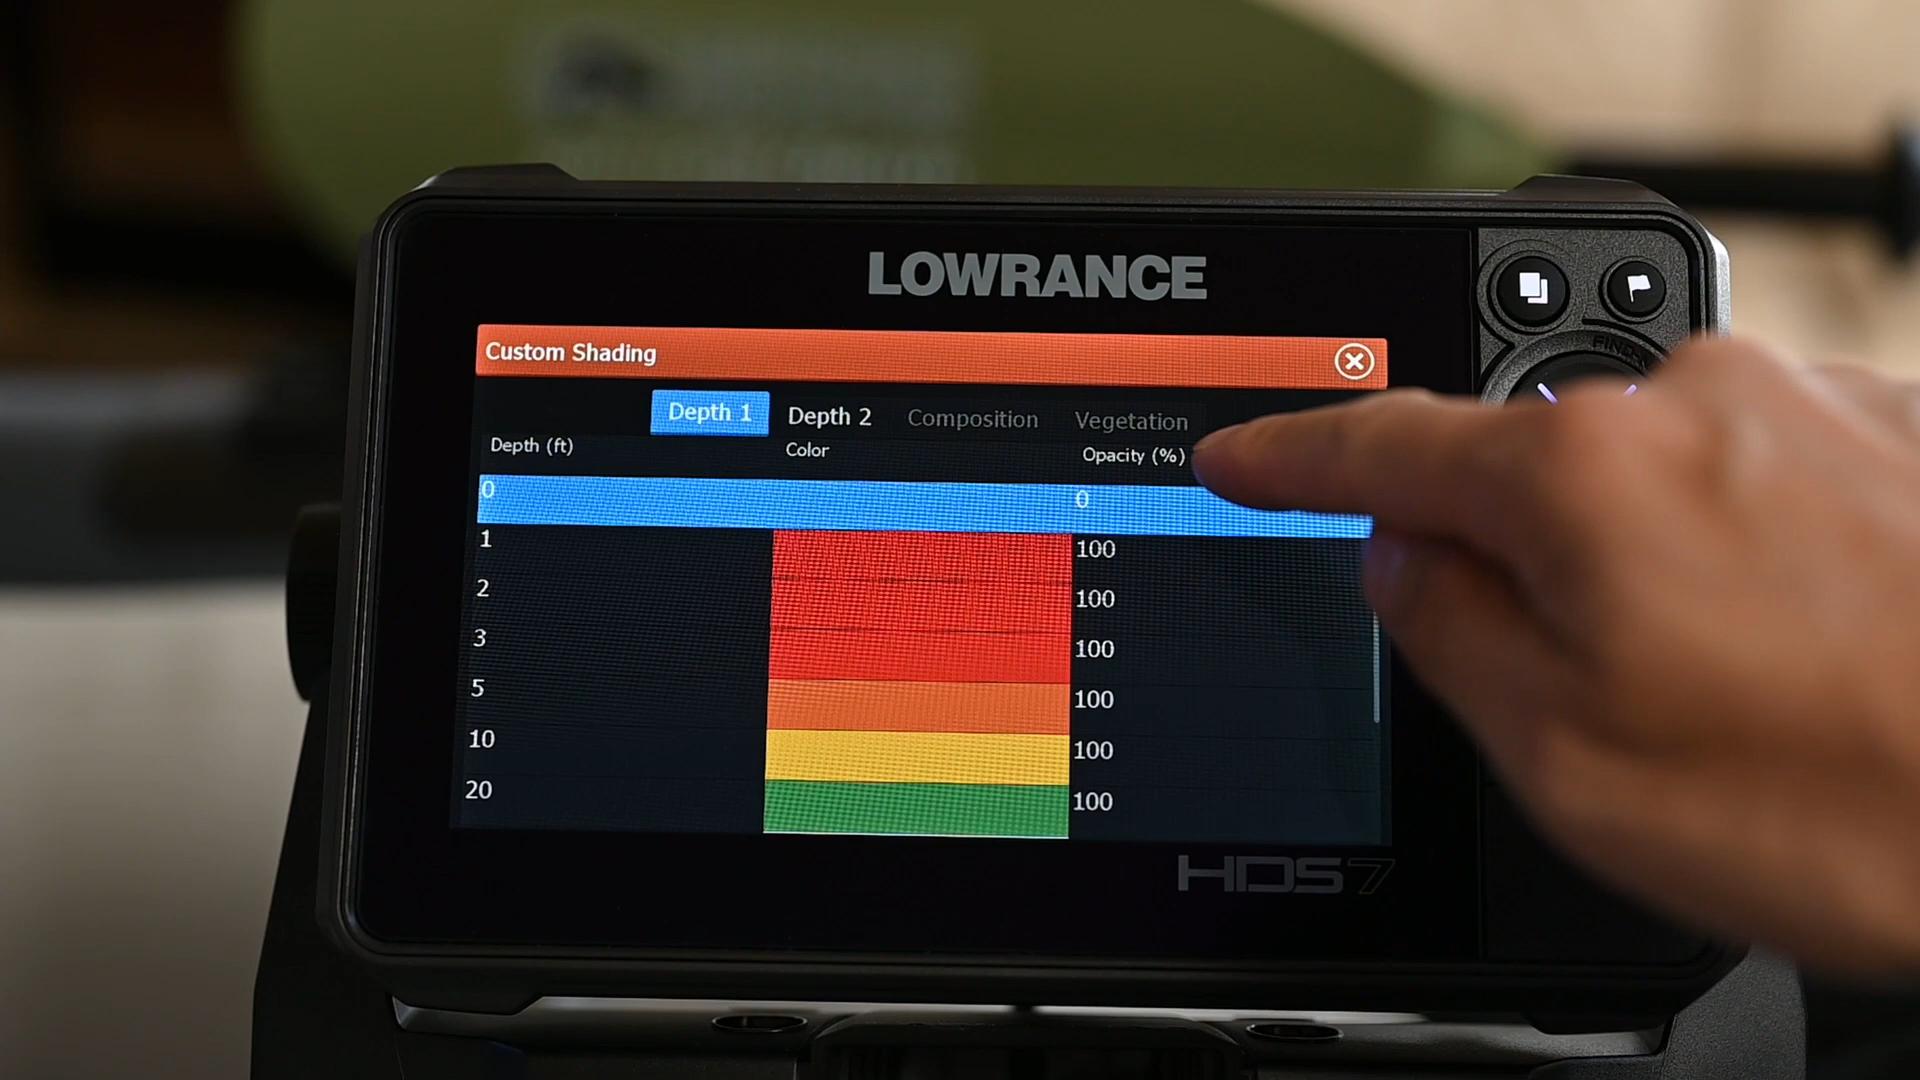 LOWRANCE
Custom Shading
Depth 1 Depth 2 Composition Vegetation
Depth (ft) Color Opacity (%)
0 0
1 100
2 100
3 100
5 100
10 100
20 100
HDS7